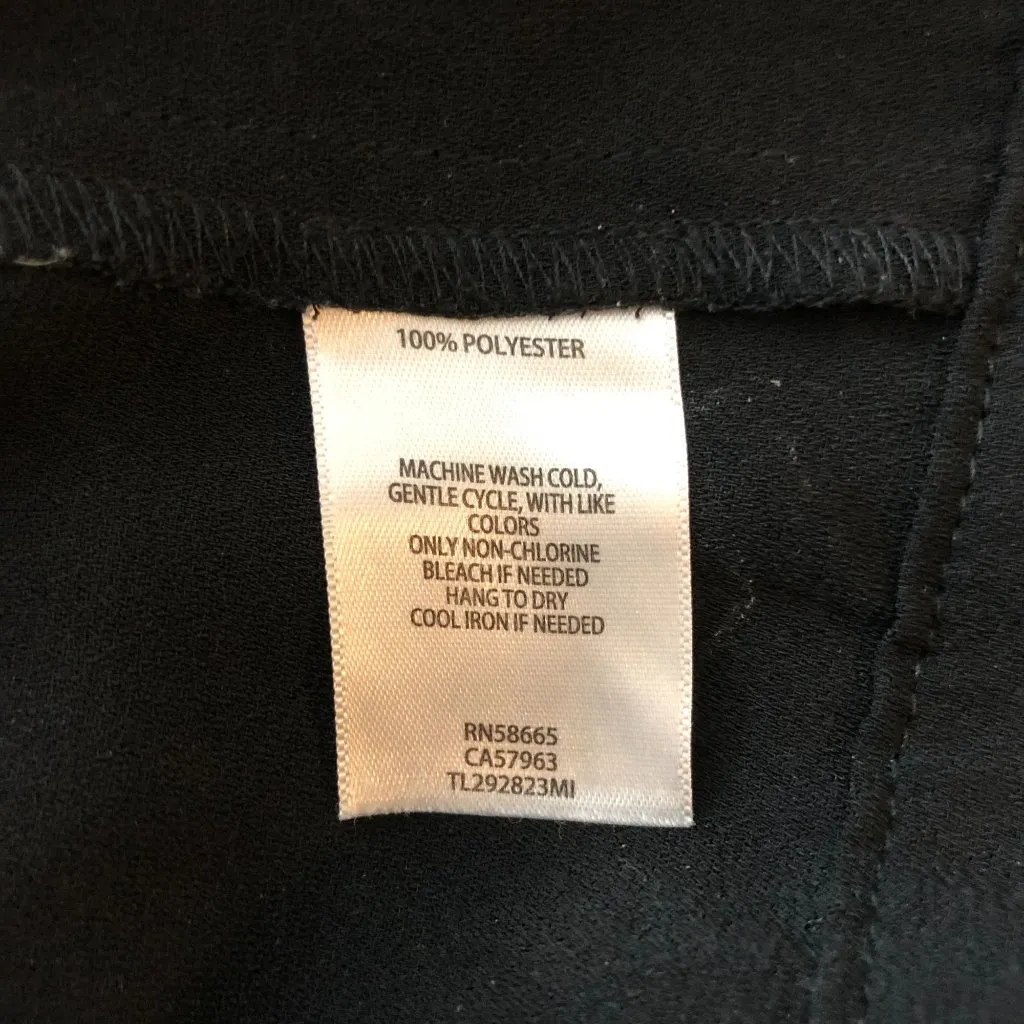 100% POLYESTER
MACHINE WASH COLD,
GENTLE CYCLE, WITH LIKE
COLORS
ONLY NON-CHLORINE
BLEACH IF NEEDED
HANG TO DRY
COOL IRON IF NEEDED
RN58665
CA57963
TL292823MI